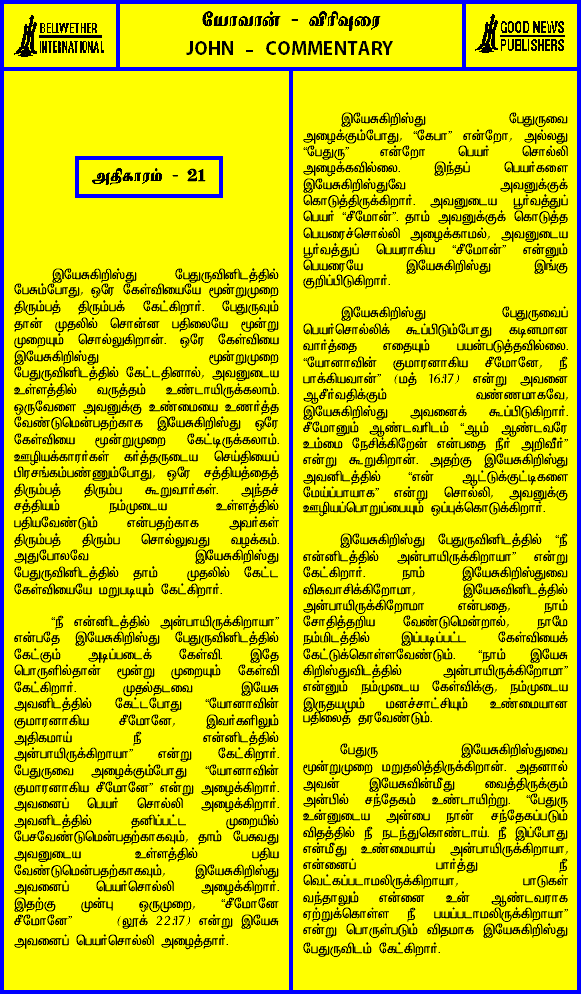 BELWETHER
INTERNATIONAL
யோவான் - விரிவுரை
JOHN - COMMENTARY
GOOD NEWS
PUBLISHERS
அதிகாரம் - 21
இயேசுகிறிஸ்து பேதுருவினிடத்தில்
பேசும்போது, ஒரே கேள்வியையே மூன்றுமுறை
திரும்பத் திரும்பக் கேட்கிறார். பேதுருவும்
தான் முதலில் சொன்ன பதிலையே மூன்று
முறையும் சொல்லுகிறான். ஒரே கேள்வியை
இயேசுகிறிஸ்து மூன்றுமுறை
பேதுருவினிடத்தில் கேட்டதினால், அவனுடைய
உள்ளத்தில் வருத்தம் உண்டாயிருக்கலாம்.
ஒருவேளை அவனுக்கு உண்மையை உணர்த்த
வேண்டுமென்பதற்காக இயேசுகிறிஸ்து ஒரே
கேள்வியை மூன்றுமுறை கேட்டிருக்கலாம்.
ஊழியக்காரர்கள் கர்த்தருடைய செய்தியைப்
பிரசங்கம்பண்ணும்போது, ஒரே சத்தியத்தைத்
திரும்பத் திரும்ப கூறுவார்கள். அந்தச்
சத்தியம் நம்முடைய உள்ளத்தில்
பதியவேண்டும் என்பதற்காக அவர்கள்
திரும்பத் திரும்ப சொல்லுவது வழக்கம்.
அதுபோலவே இயேசுகிறிஸ்து
பேதுருவினிடத்தில் தாம் முதலில் கேட்ட
கேள்வியையே மறுபடியும் கேட்கிறார்.
“நீ என்னிடத்தில் அன்பாயிருக்கிறாயா”
என்பதே இயேசுகிறிஸ்து பேதுருவினிடத்தில்
கேட்கும் அடிப்படைக் கேள்வி. இதே
பொருளில்தான் மூன்று முறையும் கேள்வி
கேட்கிறார். முதல்தடவை இயேசு
அவனிடத்தில் கேட்டபோது “யோனாவின்
குமாரனாகிய சீமோனே, இவர்களிலும்
அதிகமாய் நீ என்னிடத்தில்
அன்பாயிருக்கிறாயா” என்று கேட்கிறார்.
பேதுருவை அழைக்கும்போது “யோனாவின்
குமாரனாகிய சீமோனே” என்று அழைக்கிறார்.
அவனைப் பெயர் சொல்லி அழைக்கிறார்.
அவனிடத்தில் தனிப்பட்ட முறையில்
பேசவேண்டுமென்பதற்காகவும், தாம் பேசுவது
அவனுடைய உள்ளத்தில் பதிய
வேண்டுமென்பதற்காகவும், இயேசுகிறிஸ்து
அவனைப் பெயர்சொல்லி அழைக்கிறார்.
இதற்கு முன்பு ஒருமுறை, “சீமோனே
சீமோனே” (லூக் 22:17) என்று இயேசு
அவனைப் பெயர்சொல்லி அழைத்தார்.
இயேசுகிறிஸ்து பேதுருவை
அழைக்கும்போது, “கேபா” என்றோ, அல்லது
“பேதுரு” என்றோ பெயர் சொல்லி
அழைக்கவில்லை. இந்தப் பெயர்களை
இயேசுகிறிஸ்துவே அவனுக்குக்
கொடுத்திருக்கிறார். அவனுடைய பூர்வத்துப்
பெயர் “சீமோன்”. தாம் அவனுக்குக் கொடுத்த
பெயரைச்சொல்லி அழைக்காமல், அவனுடைய
பூர்வத்துப் பெயராகிய “சீமோன்” என்னும்
பெயரையே இயேசுகிறிஸ்து இங்கு
குறிப்பிடுகிறார்.
இயேசுகிறிஸ்து பேதுருவைப்
பெயர்சொல்லிக் கூப்பிடும்போது கடினமான
வார்த்தை எதையும் பயன்படுத்தவில்லை.
“யோனாவின் குமாரனாகிய சீமோனே, நீ
பாக்கியவான்” (மத் 16:17) என்று அவனை
ஆசீர்வதிக்கும் வண்ணமாகவே,
இயேசுகிறிஸ்து அவனைக் கூப்பிடுகிறார்.
சீமோனும் ஆண்டவரிடம் “ஆம் ஆண்டவரே
உம்மை நேசிக்கிறேன் என்பதை நீர் அறிவீர்”
என்று கூறுகிறான். அதற்கு இயேசுகிறிஸ்து
அவனிடத்தில் “என் ஆட்டுக்குட்டிகளை
மேய்ப்பாயாக” என்று சொல்லி, அவனுக்கு
ஊழியப்பொறுப்பையும் ஒப்புக்கொடுக்கிறார்.
இயேசுகிறிஸ்து பேதுருவினிடத்தில் “நீ
என்னிடத்தில் அன்பாயிருக்கிறாயா” என்று
கேட்கிறார். நாம் இயேசுகிறிஸ்துவை
விசுவாசிக்கிறோமா, இயேசுவினிடத்தில்
அன்பாயிருக்கிறோமா என்பதை, நாம்
சோதித்தறிய வேண்டுமென்றால், நாமே
நம்மிடத்தில் இப்படிப்பட்ட கேள்வியைக்
கேட்டுக்கொள்ளவேண்டும். “நாம் இயேசு
கிறிஸ்துவிடத்தில் அன்பாயிருக்கிறோமா”
என்னும் நம்முடைய கேள்விக்கு, நம்முடைய
இருதயமும் மனச்சாட்சியும் உண்மையான
பதிலைத் தரவேண்டும்.
பேதுரு இயேசுகிறிஸ்துவை
மூன்றுமுறை மறுதலித்திருக்கிறான். அதனால்
அவன் இயேசுவின்மீது வைத்திருக்கும்
அன்பில் சந்தேகம் உண்டாயிற்று. “பேதுரு
உன்னுடைய அன்பை நான் சந்தேகப்படும்
விதத்தில் நீ நடந்துகொண்டாய். நீ இப்போது
என்மீது உண்மையாய் அன்பாயிருக்கிறாயா,
என்னைப் பார்த்து நீ
வெட்கப்படாமலிருக்கிறாயா, பாடுகள்
வந்தாலும் என்னை உன் ஆண்டவராக
ஏற்றுக்கொள்ள நீ பயப்படாமலிருக்கிறாயா”
என்று பொருள்படும் விதமாக இயேசுகிறிஸ்து
பேதுருவிடம் கேட்கிறார்.